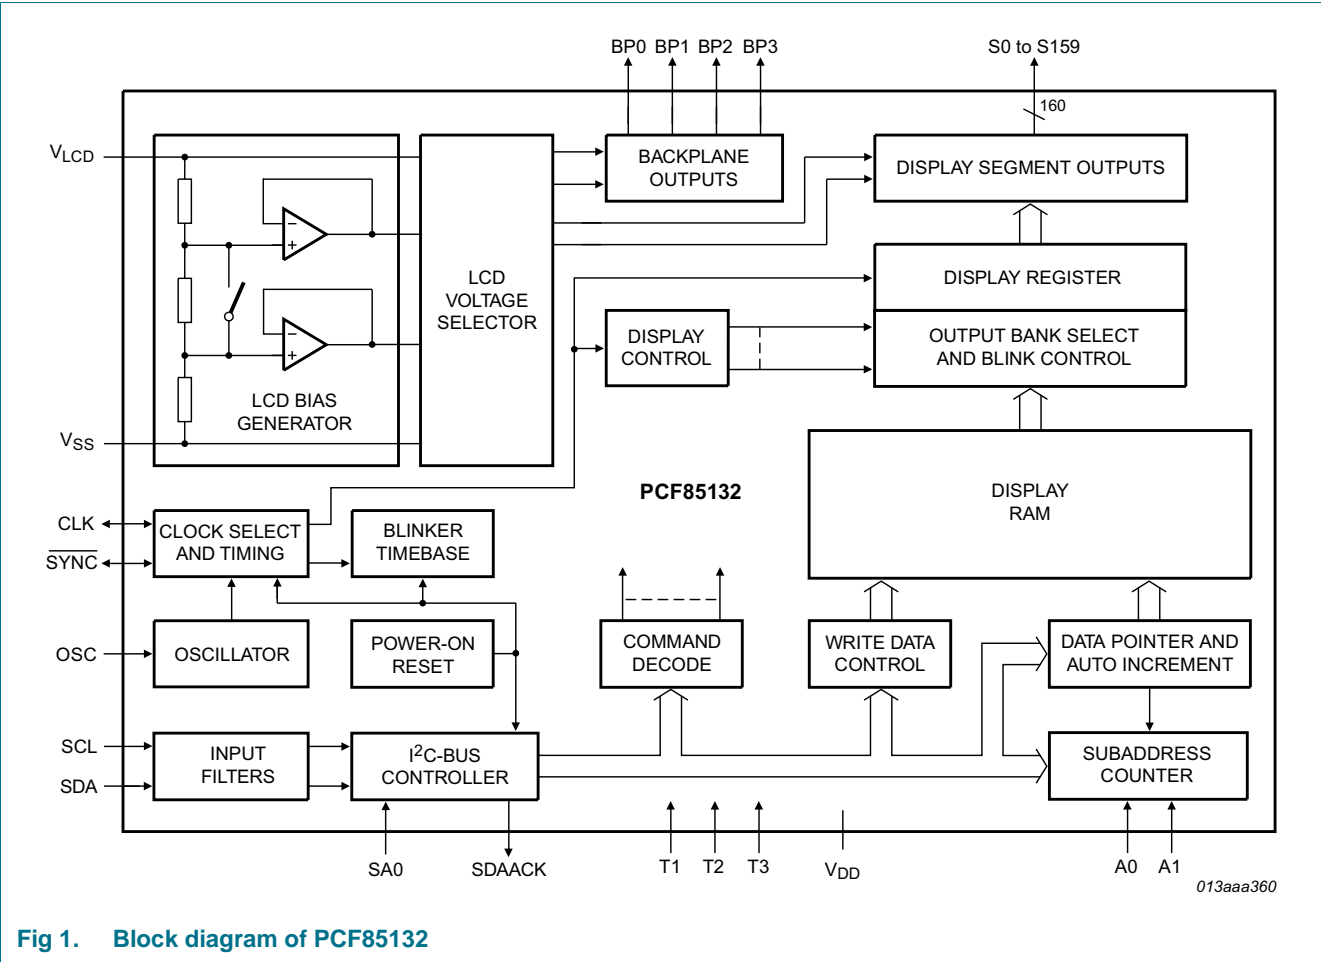 BP0 BP1 BP2 BP3
S0 to S159
160
VLCD
BACKPLANE
OUTPUTS
DISPLAY SEGMENT OUTPUTS
−
+
LCD
VOLTAGE
SELECTOR
DISPLAY REGISTER
−
+
DISPLAY
CONTROL
OUTPUT BANK SELECT
AND BLINK CONTROL
LCD BIAS
GENERATOR
VSS
PCF85132
DISPLAY
RAM
CLK
SYNC
CLOCK SELECT
AND TIMING
BLINKER
TIMEBASE
OSC
OSCILLATOR
POWER-ON
RESET
COMMAND
DECODE
WRITE DATA
CONTROL
DATA POINTER AND
AUTO INCREMENT
SCL
SDA
INPUT
FILTERS
I2C-BUS
CONTROLLER
SUBADDRESS
COUNTER
SA0
SDAACK
T1
T2
T3
VDD
A0
A1
013aaa360
Fig 1. Block diagram of PCF85132